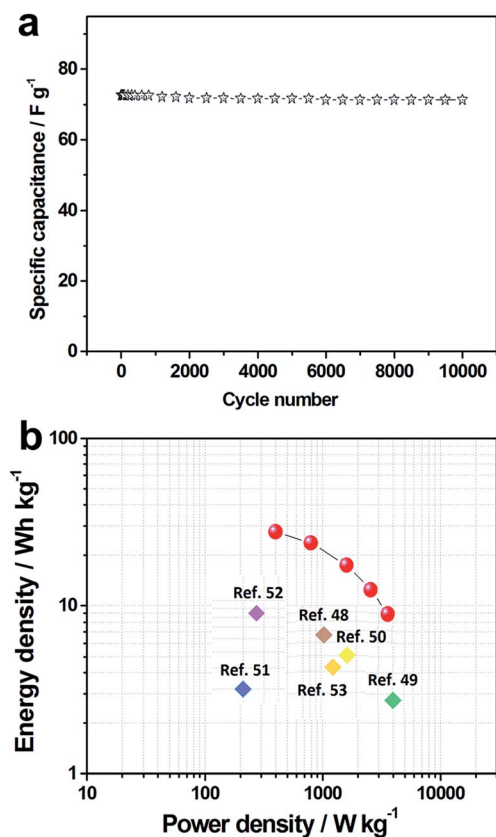 a
Specific capacitance / F g⁻¹
80
60
40
20
0
0 2000 4000 6000 8000 10000
Cycle number
b
Energy density / Wh kg⁻¹
100
10
1
Ref. 52
Ref. 48
Ref. 50
Ref. 51
Ref. 53
Ref. 49
10 100 1000 10000
Power density / W kg⁻¹